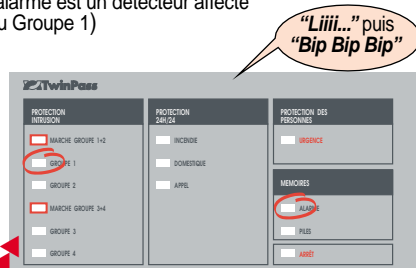 alarme est un détecteur affecté
u Groupe 1)
"Liiii..." puis
"Bip Bip Bip"
TwinPass
PROTECTION
INTRUSION
MARCHE GROUPE 1+2
GROUPE 1
GROUPE 2
MARCHE GROUPE 3+4
GROUPE 3
GROUPE 4
PROTECTION
24H/24
INCENDIE
DOMESTIQUE
APPEL
PROTECTION DES
PERSONNES
URGENCE
MEMOIRES
ALARME
PILES
ARRÊT